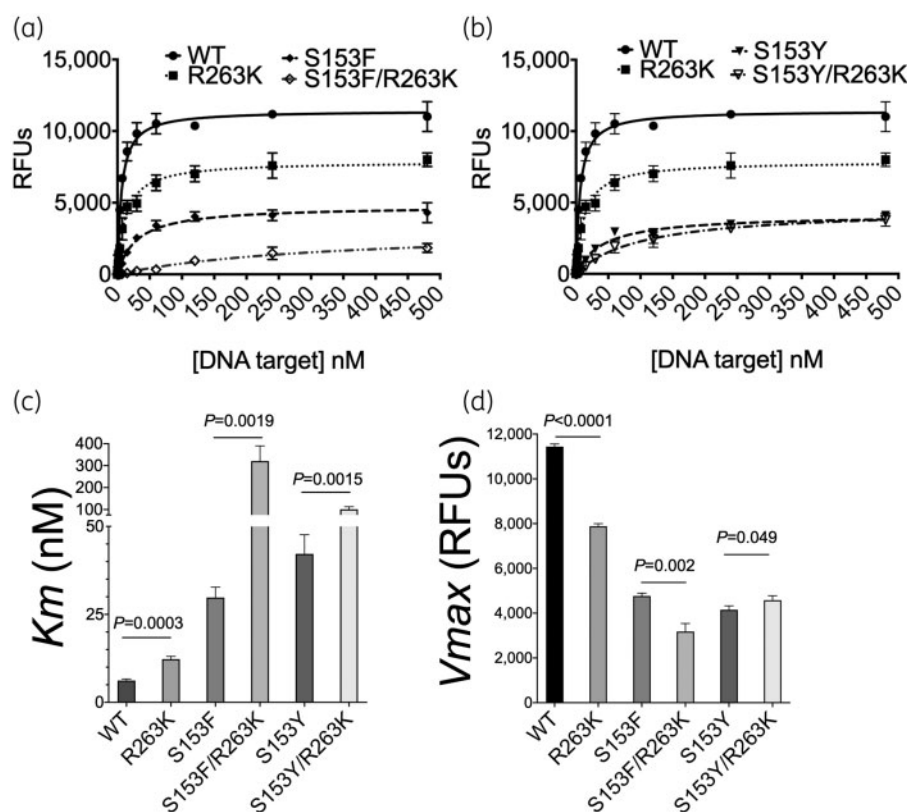 (a)
WT
R263K
S153F
S153F/R263K
15,000
10,000
5,000
0
RFUs
0
50
100
150
200
250
300
350
400
450
500
[DNA target] nM
(b)
WT
R263K
S153Y
S153Y/R263K
15,000
10,000
5,000
0
RFUs
0
50
100
150
200
250
300
350
400
450
500
[DNA target] nM
(c)
P=0.0019
P=0.0015
P=0.0003
400
300
200
100
50
25
0
Km (nM)
WT
R263K
S153F
S153F/R263K
S153Y
S153Y/R263K
(d)
P<0.0001
P=0.002
P=0.049
12,000
10,000
8,000
6,000
4,000
2,000
0
Vmax (RFUs)
WT
R263K
S153F
S153F/R263K
S153Y
S153Y/R263K